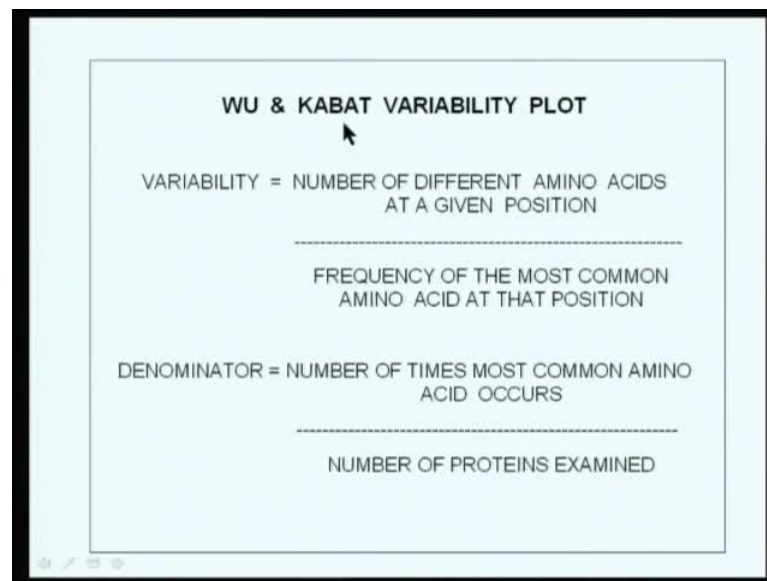 WU & KABAT VARIABILITY PLOT
VARIABILITY = NUMBER OF DIFFERENT AMINO ACIDS
AT A GIVEN POSITION
FREQUENCY OF THE MOST COMMON
AMINO ACID AT THAT POSITION
DENOMINATOR = NUMBER OF TIMES MOST COMMON AMINO
ACID OCCURS
NUMBER OF PROTEINS EXAMINED